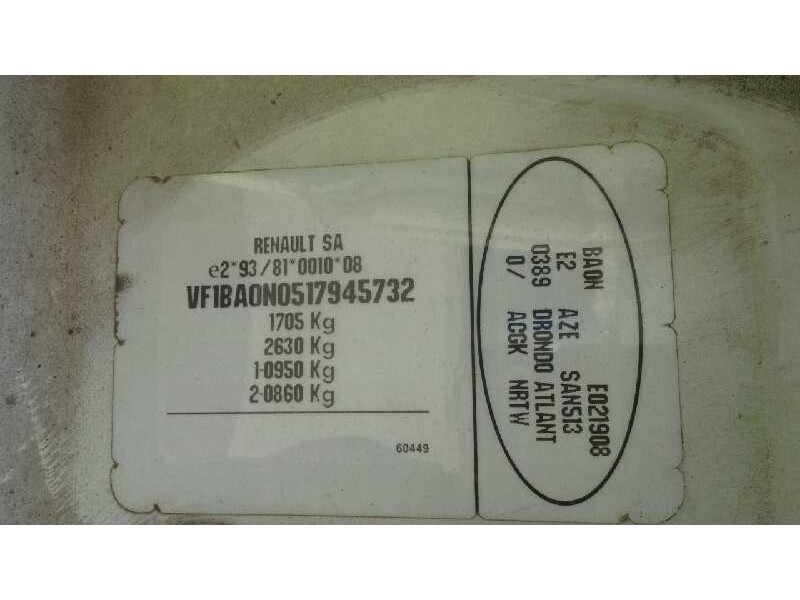 RENAULT SA
e2*93/81*0010*08
VF1BA0N0517945732
1705 Kg
2630 Kg
1-0950 Kg
2-0860 Kg
60449
BA0N E021908
E2 AZE SAN513
0389 DRONDO ATLANT
0/ ACGK NRTW